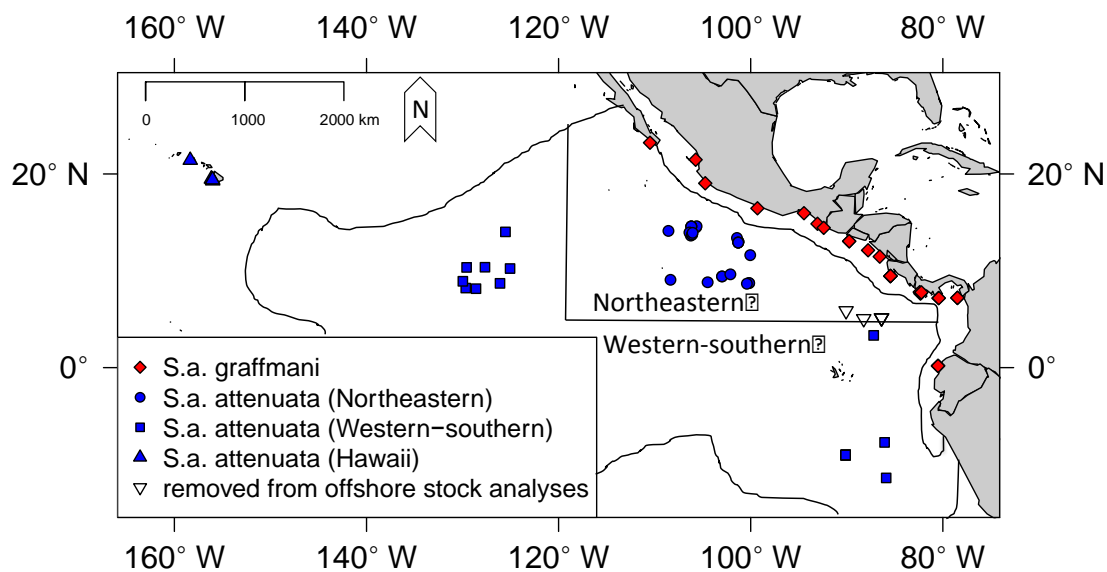 160° W 140° W 120° W 100° W 80° W
0 1000 2000 km
N
20° N 20° N
Northeastern
Western-southern
0° 0°
S.a. graffmani
S.a. attenuata (Northeastern)
S.a. attenuata (Western−southern)
S.a. attenuata (Hawaii)
removed from offshore stock analyses
160° W 140° W 120° W 100° W 80° W